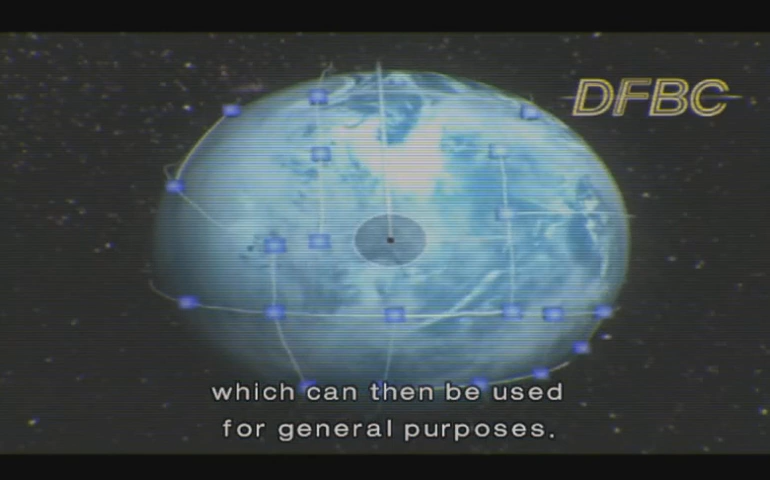 DFBC
which can then be used
for general purposes.